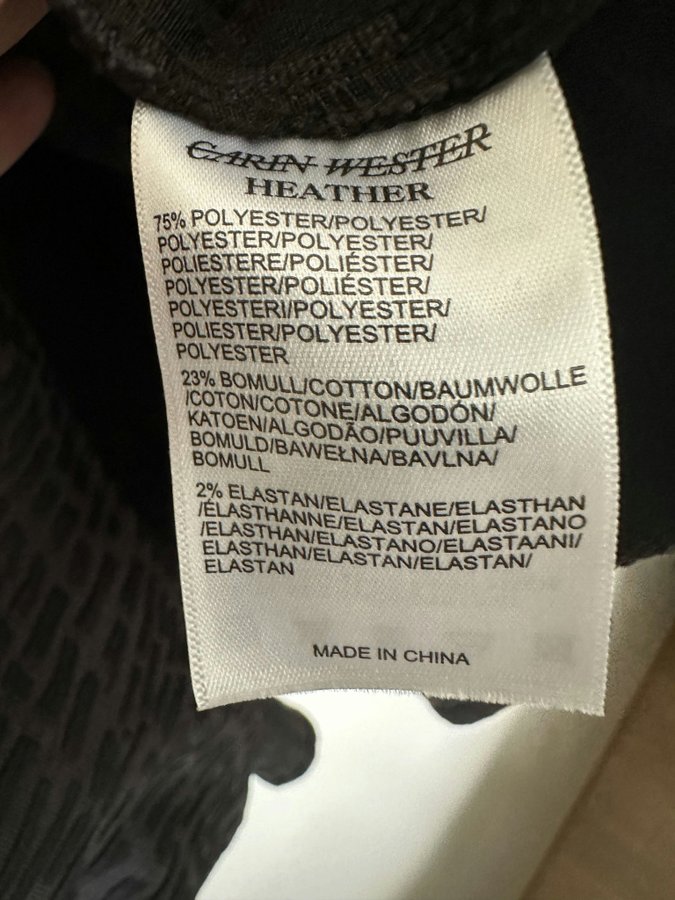 CARIN WESTER
HEATHER
75% POLYESTER/POLYESTER/
POLYESTER/POLYESTER/
POLIESTERE/POLIÉSTER/
POLYESTER/POLIÉSTER/
POLYESTERI/POLYESTER/
POLIESTER/POLYESTER/
POLYESTER
23% BOMULL/COTTON/BAUMWOLLE
/COTON/COTONE/ALGODÓN/
KATOEN/ALGODÃO/PUUVILLA/
BOMULD/BAWEŁNA/BAVLNA/
BOMULL
2% ELASTAN/ELASTANE/ELASTHAN
/ÉLASTHANNE/ELASTAN/ELASTANO
/ELASTHAN/ELASTANO/ELASTAANI/
ELASTHAN/ELASTAN/ELASTAN/
ELASTAN
MADE IN CHINA